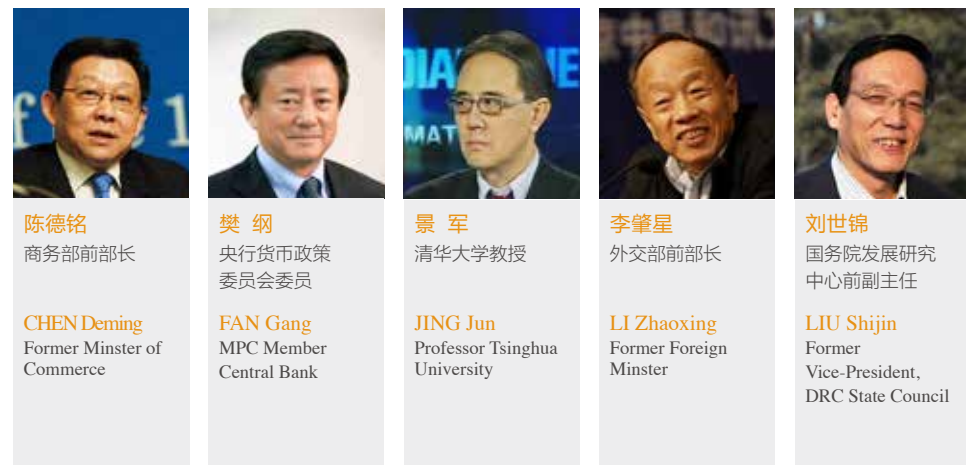 陈德铭
商务部前部长
CHEN Deming
Former Minster of
Commerce
樊 纲
央行货币政策
委员会委员
FAN Gang
MPC Member
Central Bank
景 军
清华大学教授
JING Jun
Professor Tsinghua
University
李肇星
外交部前部长
LI Zhaoxing
Former Foreign
Minster
刘世锦
国务院发展研究
中心前副主任
LIU Shijin
Former
Vice-President,
DRC State Council